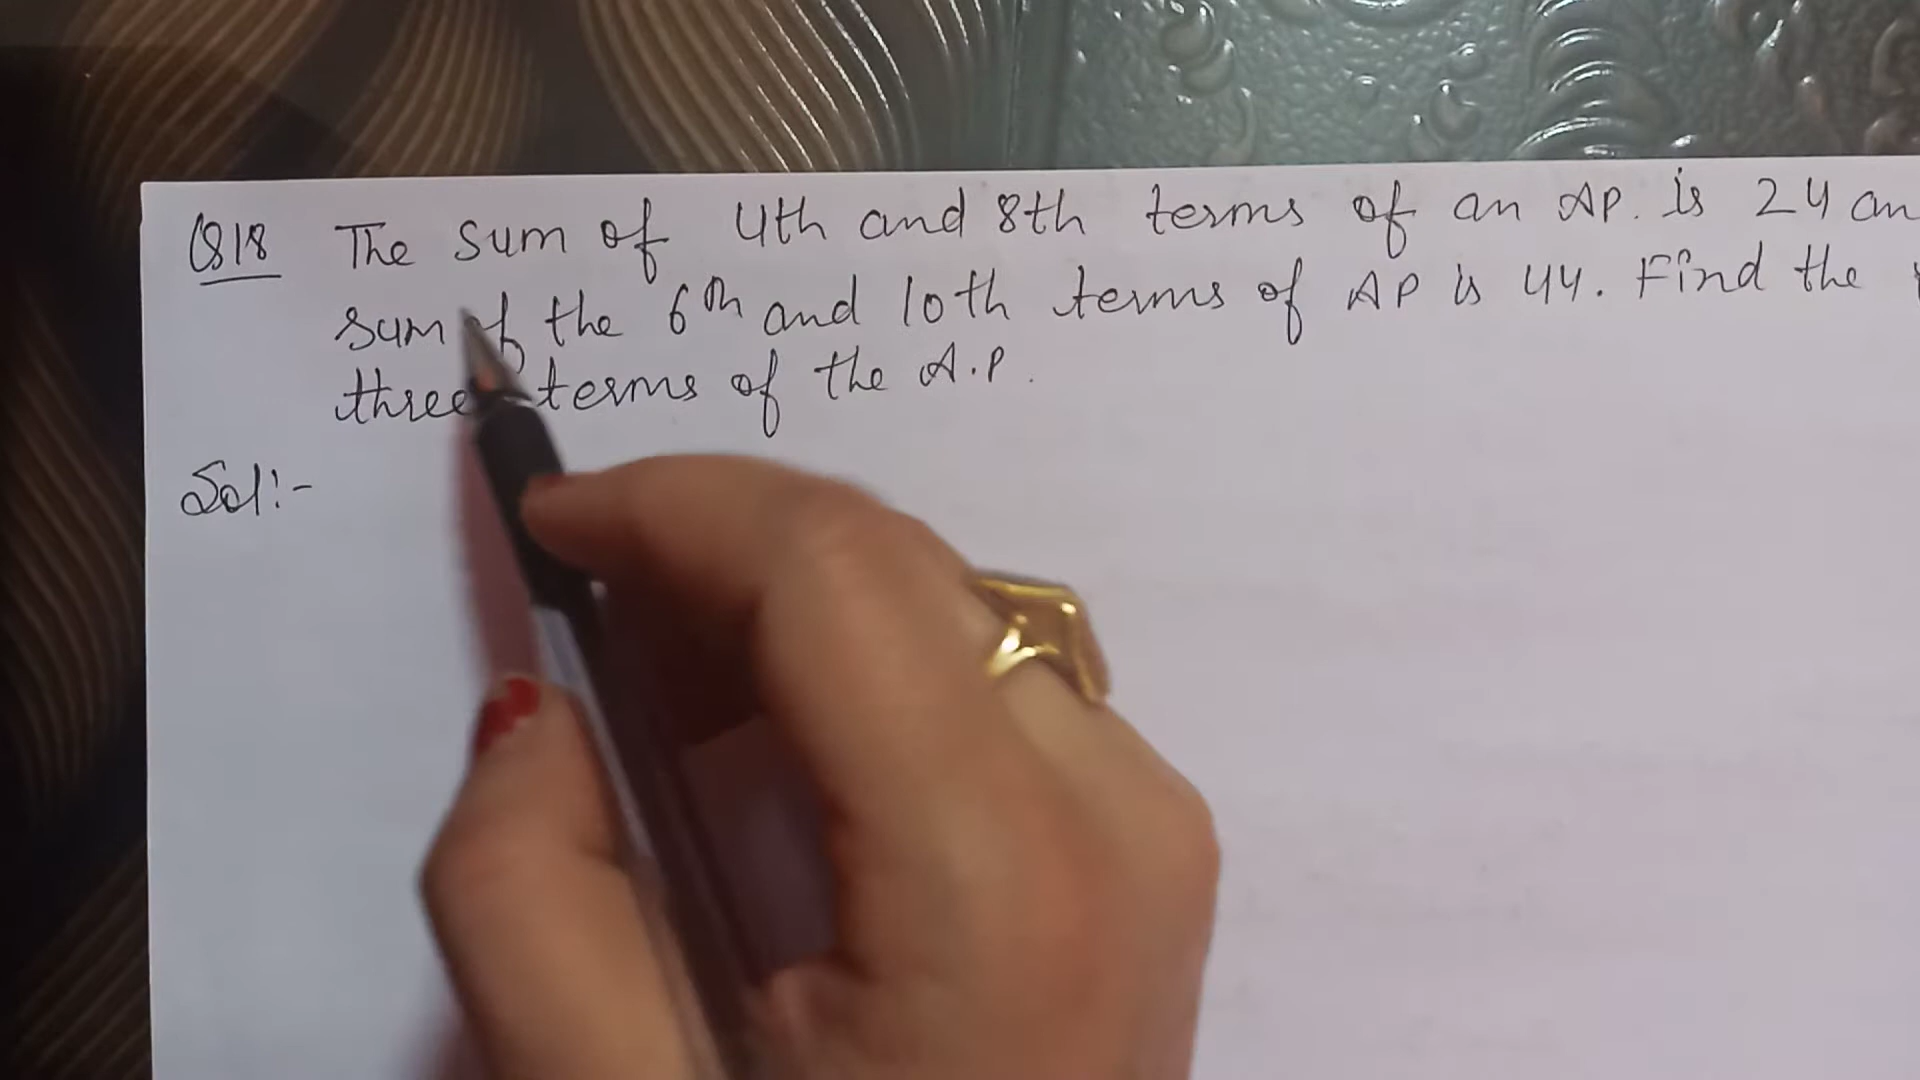 Q18 The sum of 4th and 8th terms of an AP. is 24 an
sum of the 6th and 10th terms of AP is 44. Find the
three terms of the A.P.
Sol:-